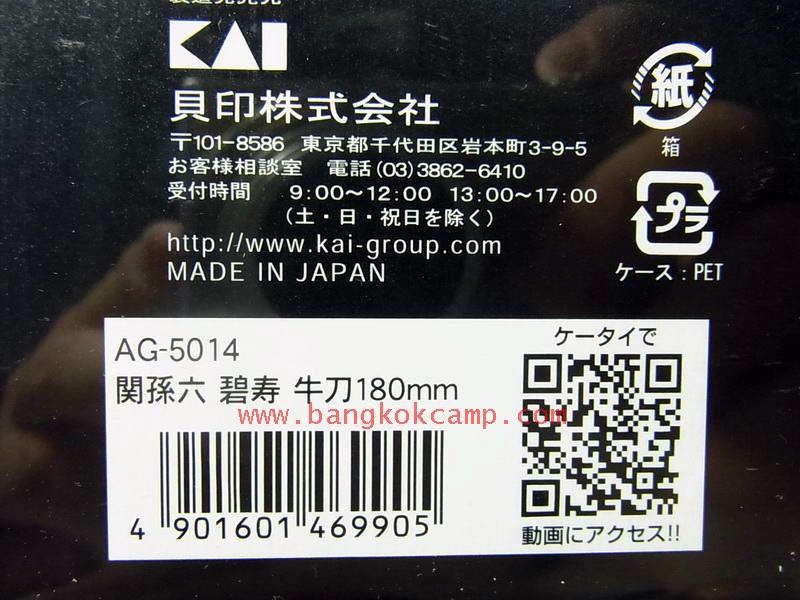 製造発売元
KAI
貝印株式会社
〒101-8586 東京都千代田区岩本町3-9-5
お客様相談室 電話(03)3862-6410
受付時間 9:00〜12:00 13:00〜17:00
(土・日・祝日を除く)
http://www.kai-group.com
MADE IN JAPAN
紙
箱
プラ
ケース:PET
AG-5014
関孫六 碧寿 牛刀180mm
www.bangkokcamp.com
4 901601 469905
ケータイで
動画にアクセス!!